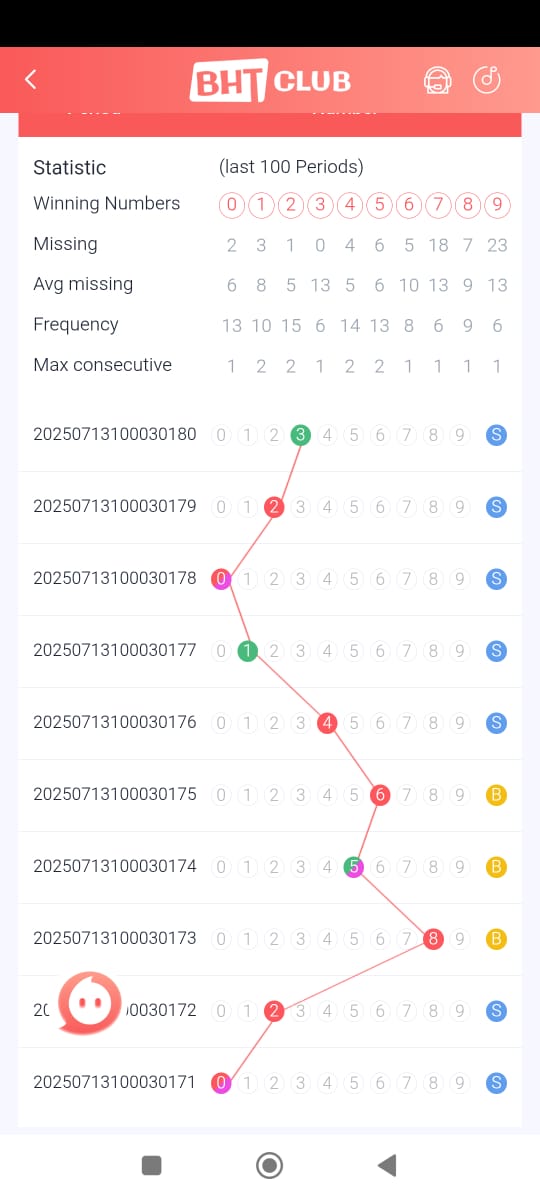 BHT CLUB
Statistic (last 100 Periods)
Winning Numbers 0 1 2 3 4 5 6 7 8 9
Missing 2 3 1 0 4 6 5 18 7 23
Avg missing 6 8 5 13 5 6 10 13 9 13
Frequency 13 10 15 6 14 13 8 6 9 6
Max consecutive 1 2 2 1 2 2 1 1 1 1
20250713100030180 0 1 2 3 4 5 6 7 8 9 S
20250713100030179 0 1 2 3 4 5 6 7 8 9 S
20250713100030178 0 1 2 3 4 5 6 7 8 9 S
20250713100030177 0 1 2 3 4 5 6 7 8 9 S
20250713100030176 0 1 2 3 4 5 6 7 8 9 S
20250713100030175 0 1 2 3 4 5 6 7 8 9 B
20250713100030174 0 1 2 3 4 5 6 7 8 9 B
20250713100030173 0 1 2 3 4 5 6 7 8 9 B
0 1 2 3 4 5 6 7 8 9 S
20250713100030171 0 1 2 3 4 5 6 7 8 9 S